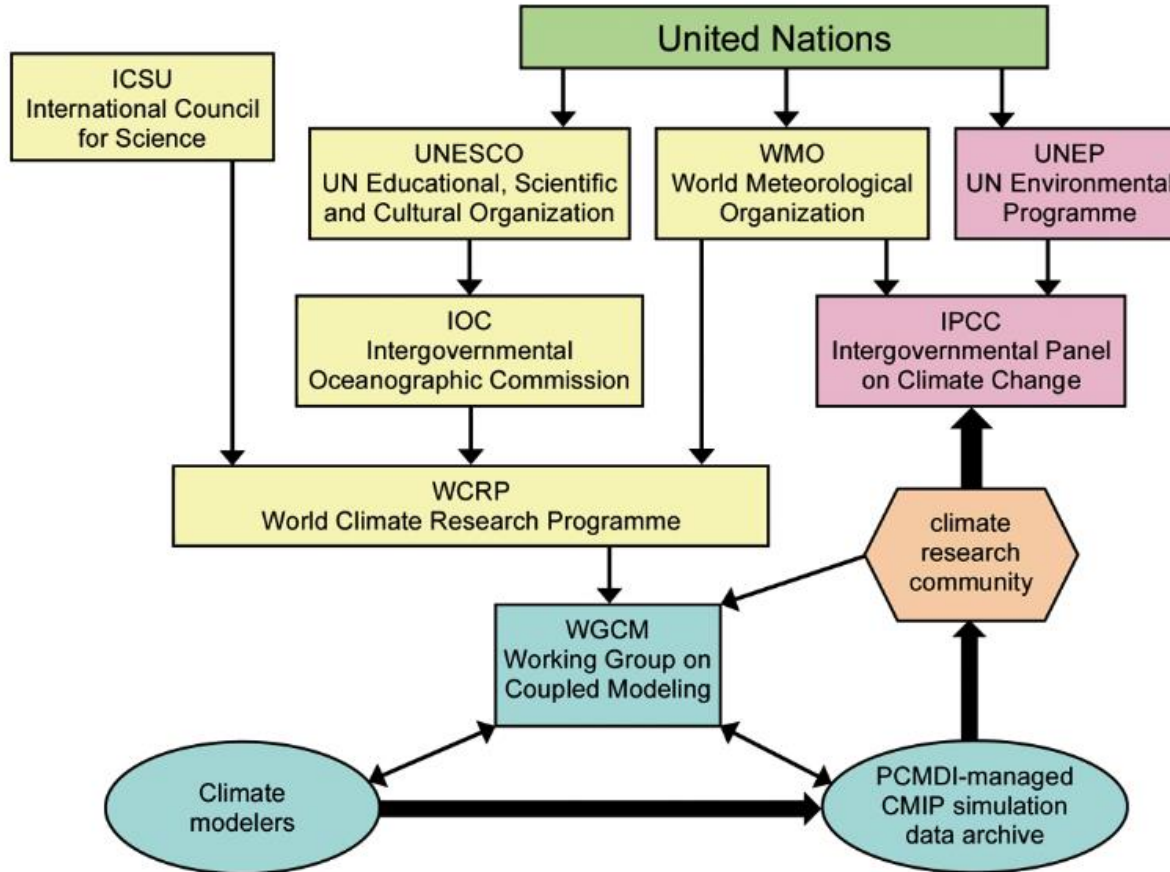 United Nations
ICSU
International Council
for Science
UNESCO
UN Educational, Scientific
and Cultural Organization
WMO
World Meteorological
Organization
UNEP
UN Environmental
Programme
IOC
Intergovernmental
Oceanographic Commission
IPCC
Intergovernmental Panel
on Climate Change
WCRP
World Climate Research Programme
climate
research
community
WGCM
Working Group on
Coupled Modeling
Climate
modelers
PCMDI-managed
CMIP simulation
data archive